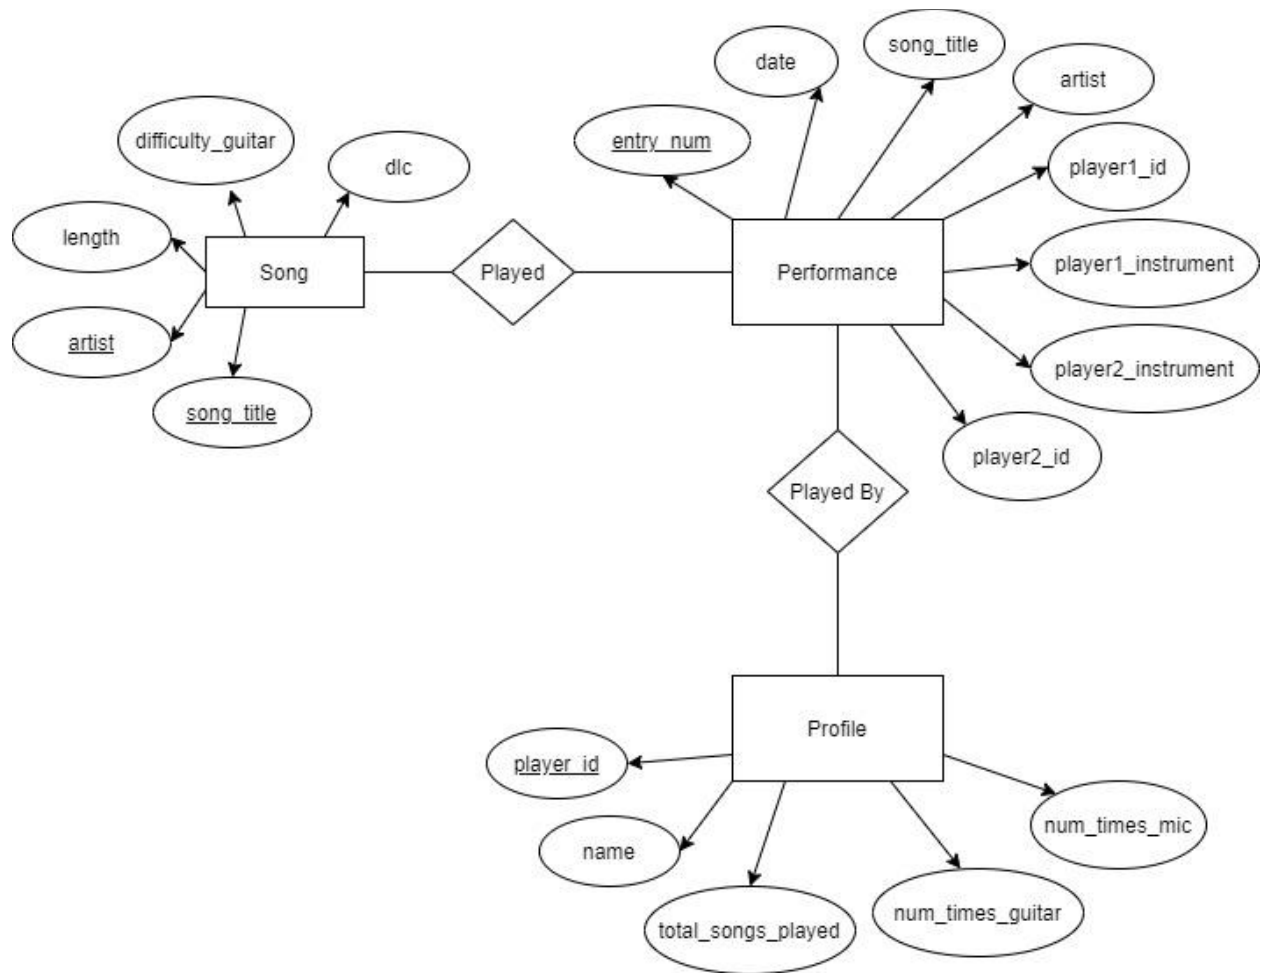 song_title
date
artist
difficulty_guitar
dlc
entry_num
player1_id
length
player1_instrument
Song
Played
Performance
artist
player2_instrument
song_title
player2_id
Played By
Profile
player_id
num_times_mic
name
num_times_guitar
total_songs_played